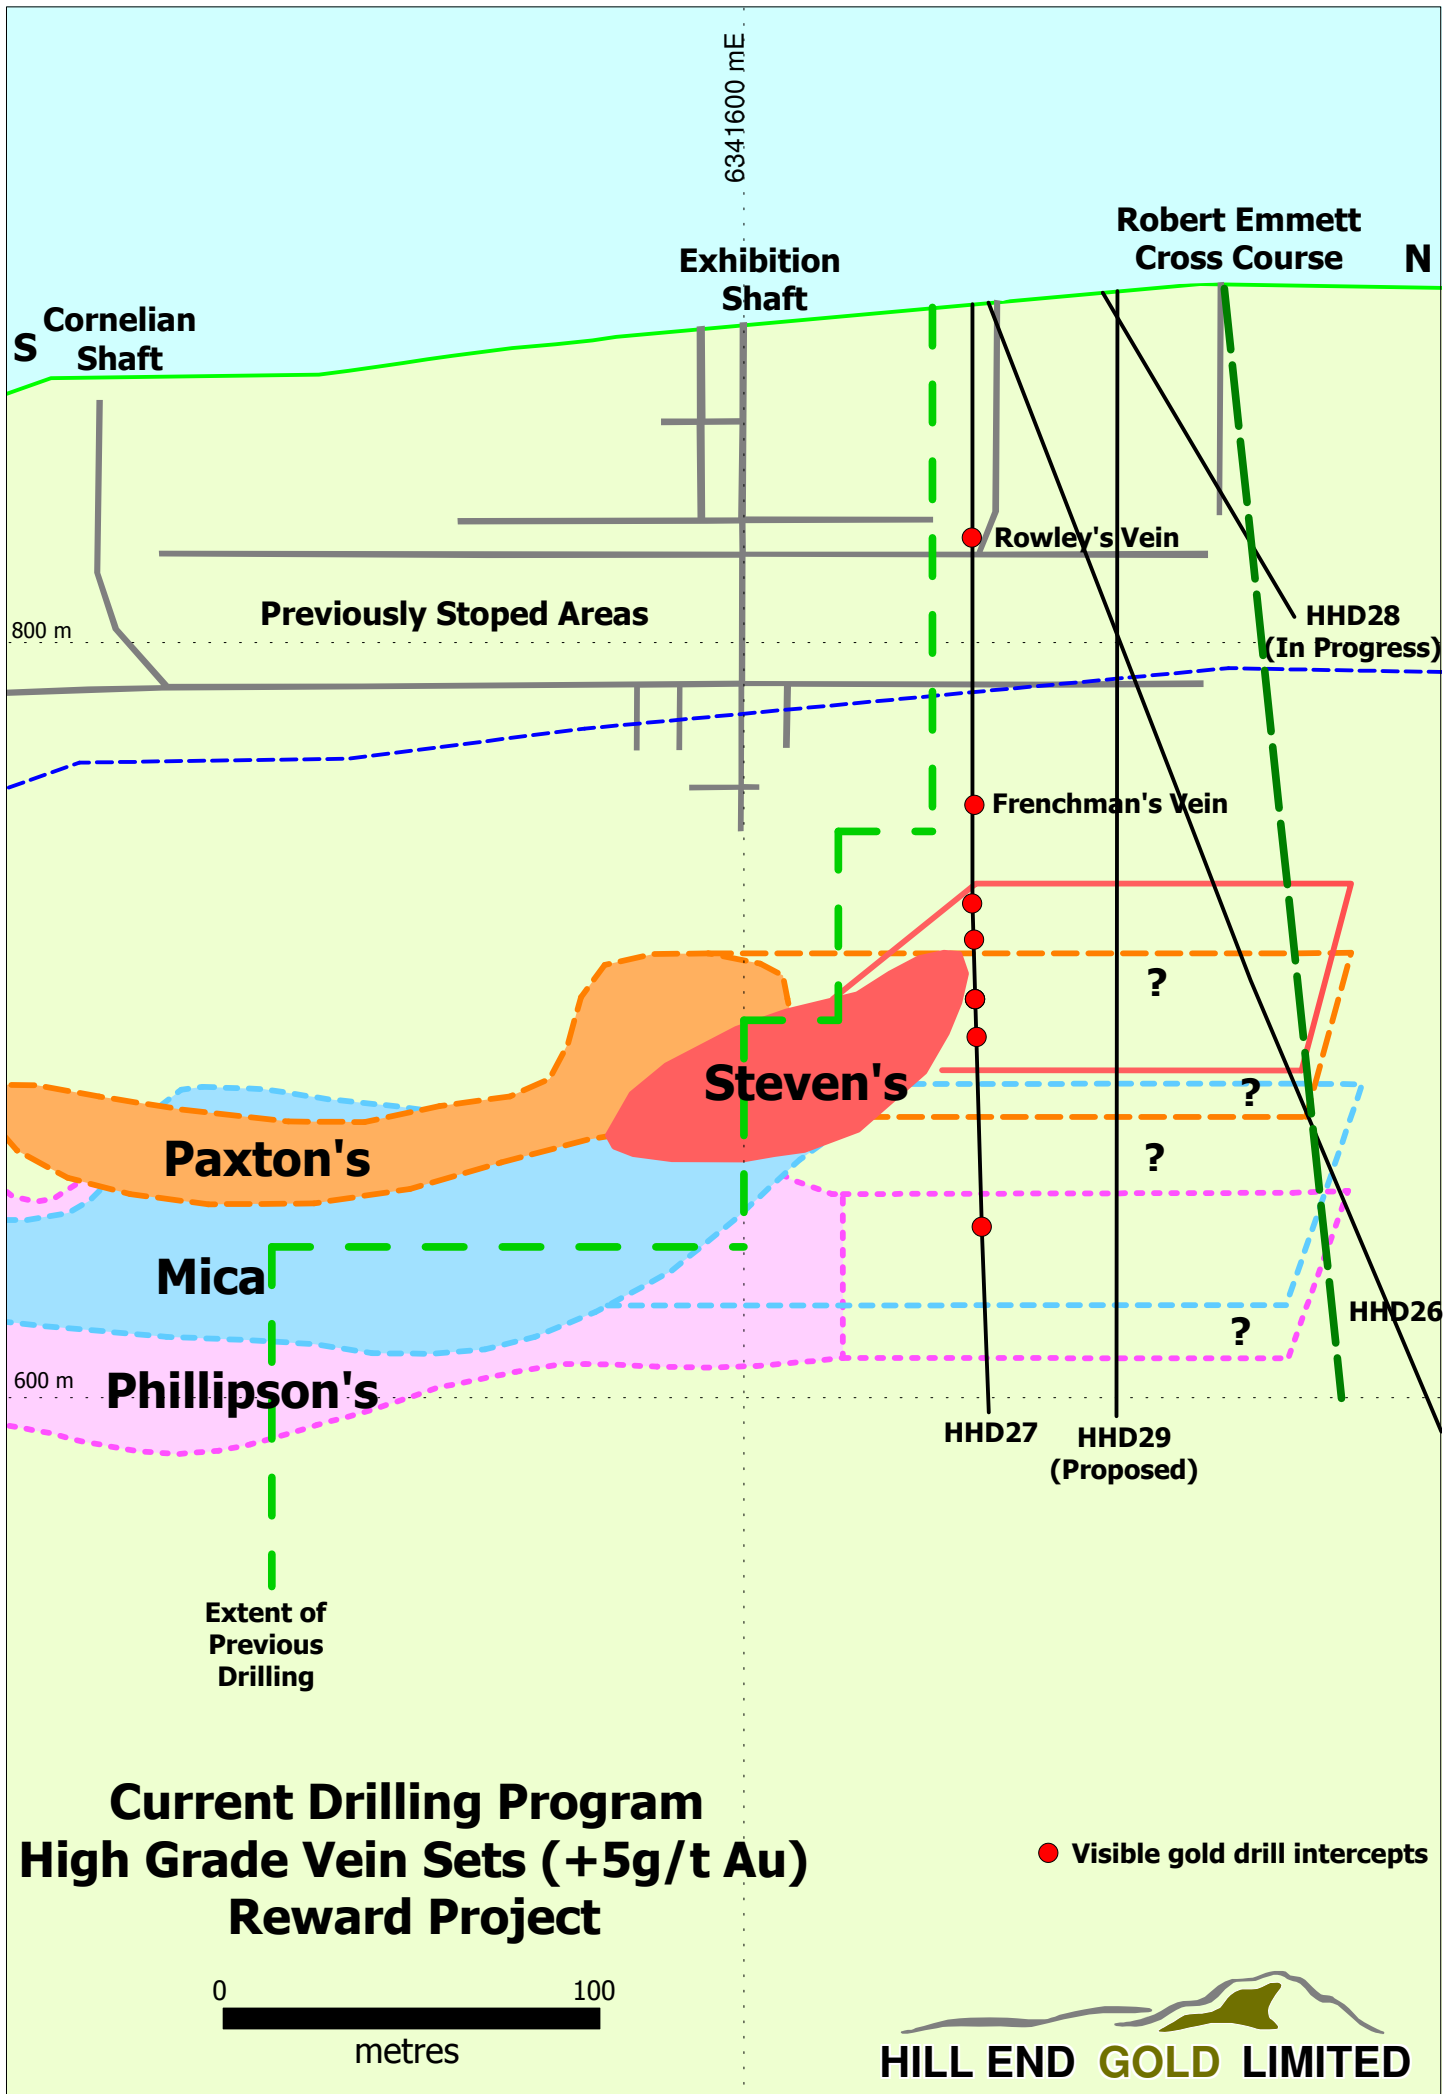 6341600 mE
Robert Emmett
Cross Course
N
Exhibition
Shaft
Cornelian
Shaft
S
Rowley's Vein
Previously Stoped Areas
HHD28
(In Progress)
800 m
Frenchman's Vein
?
Steven's
?
Paxton's
?
Mica
HHD26
?
600 m
Phillipson's
HHD27
HHD29
(Proposed)
Extent of
Previous
Drilling
Current Drilling Program
High Grade Vein Sets (+5g/t Au)
Reward Project
Visible gold drill intercepts
0 100
metres
HILL END GOLD LIMITED